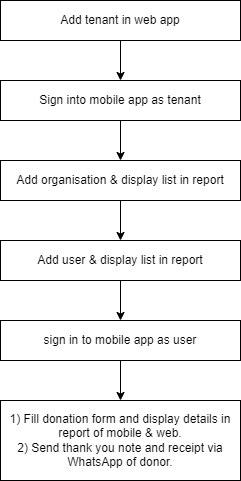 Add tenant in web app
Sign into mobile app as tenant
Add organisation & display list in report
Add user & display list in report
sign in to mobile app as user
1) Fill donation form and display details in
report of mobile & web.
2) Send thank you note and receipt via
WhatsApp of donor.